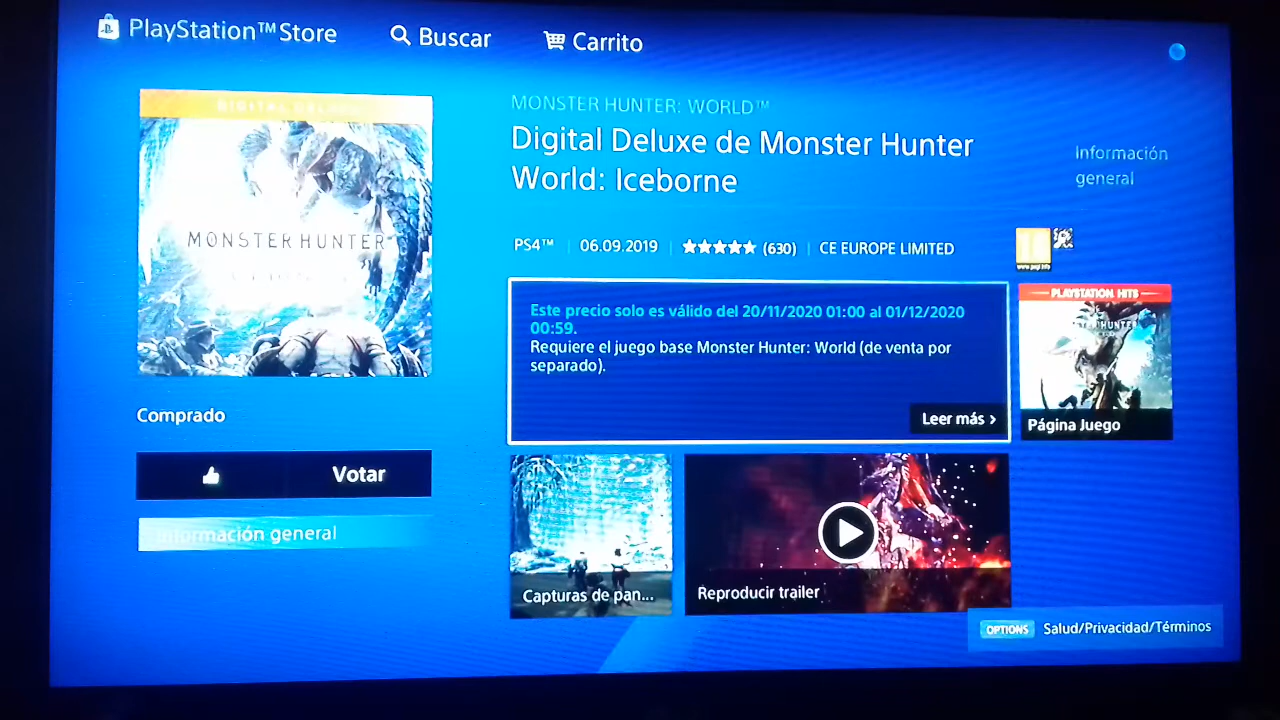 PlayStation™Store
Buscar
Carrito
DIGITAL DELUXE
MONSTER HUNTER
MONSTER HUNTER: WORLD™
Digital Deluxe de Monster Hunter
World: Iceborne
Información
general
PS4™
06.09.2019
(630)
CE EUROPE LIMITED
www.pegi.info
Este precio solo es válido del 20/11/2020 01:00 al 01/12/2020
00:59.
Requiere el juego base Monster Hunter: World (de venta por
separado).
Leer más ›
PLAYSTATION HITS
Página Juego
Comprado
Votar
Información general
Capturas de pan...
Reproducir trailer
OPTIONS Salud/Privacidad/Términos